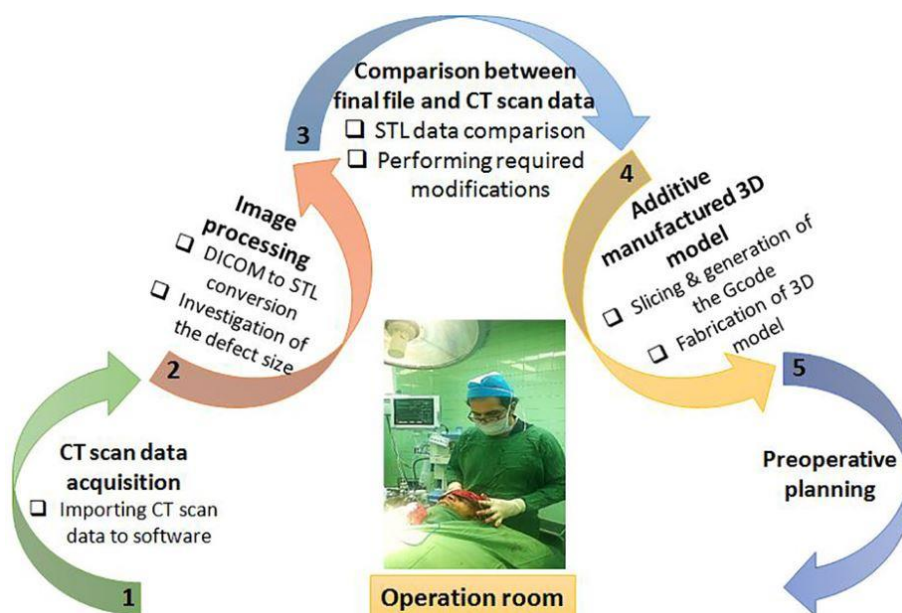 1
CT scan data
acquisition
❑ Importing CT scan
data to software
2
Image
processing
❑ DICOM to STL
conversion
❑ Investigation of
the defect size
3
Comparison between
final file and CT scan data
❑ STL data comparison
❑ Performing required
modifications
4
Additive
manufactured 3D
model
❑ Slicing & generation of
the Gcode
❑ Fabrication of 3D
model
5
Preoperative
planning
Operation room